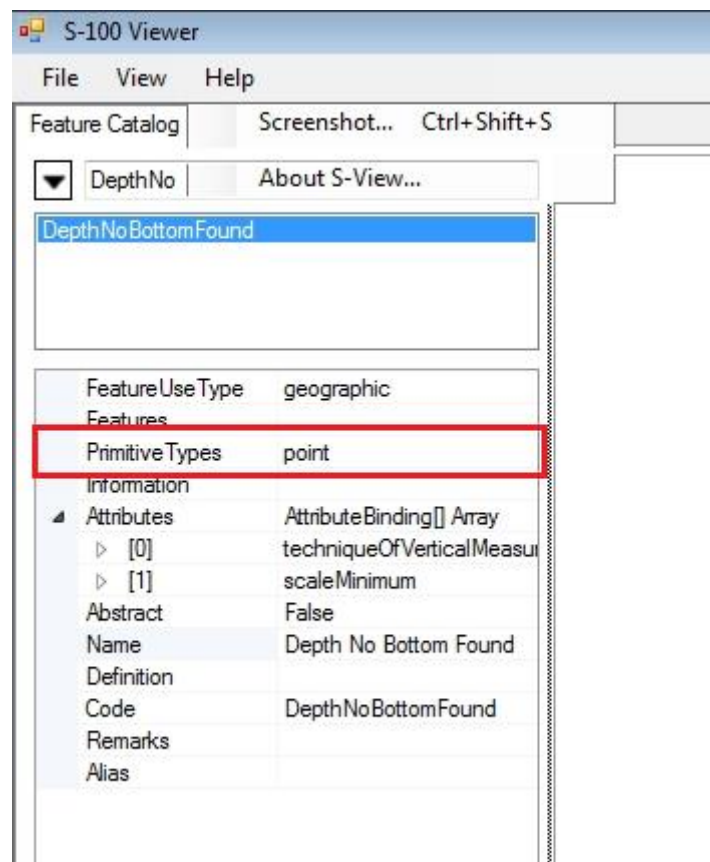 S-100 Viewer
File View Help
Feature Catalog Screenshot... Ctrl+Shift+S
DepthNo About S-View...
DepthNoBottomFound
FeatureUseType geographic
Features
PrimitiveTypes point
Information
Attributes AttributeBinding[] Array
[0] techniqueOfVerticalMeasu
[1] scaleMinimum
Abstract False
Name Depth No Bottom Found
Definition
Code DepthNoBottomFound
Remarks
Alias